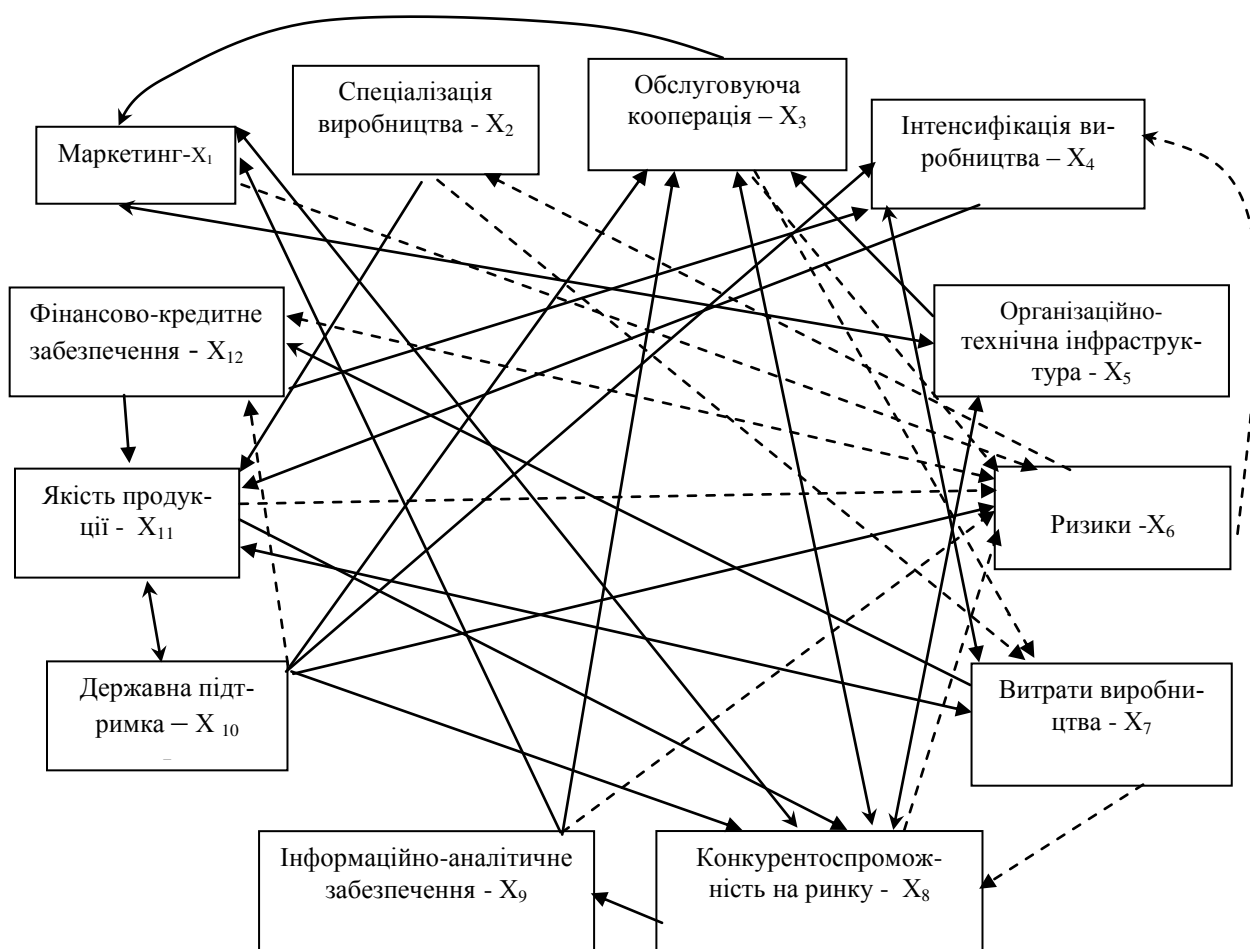 Спеціалізація
виробництва - X₂
Обслуговуюча
кооперація – X₃
Інтенсифікація ви-
робництва – X₄
Маркетинг-X₁
Фінансово-кредитне
забезпечення - X₁₂
Організаційно-
технічна інфраструк-
тура - X₅
Якість продук-
ції - X₁₁
Ризики -X₆
Державна підт-
римка – X ₁₀
Витрати виробни-
цтва - X₇
Інформаційно-аналітичне
забезпечення - X₉
Конкурентоспромож-
ність на ринку - X₈